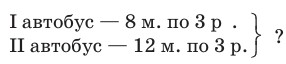 I автобус — 8 м. по 3 р .
II автобус — 12 м. по 3 р.
?